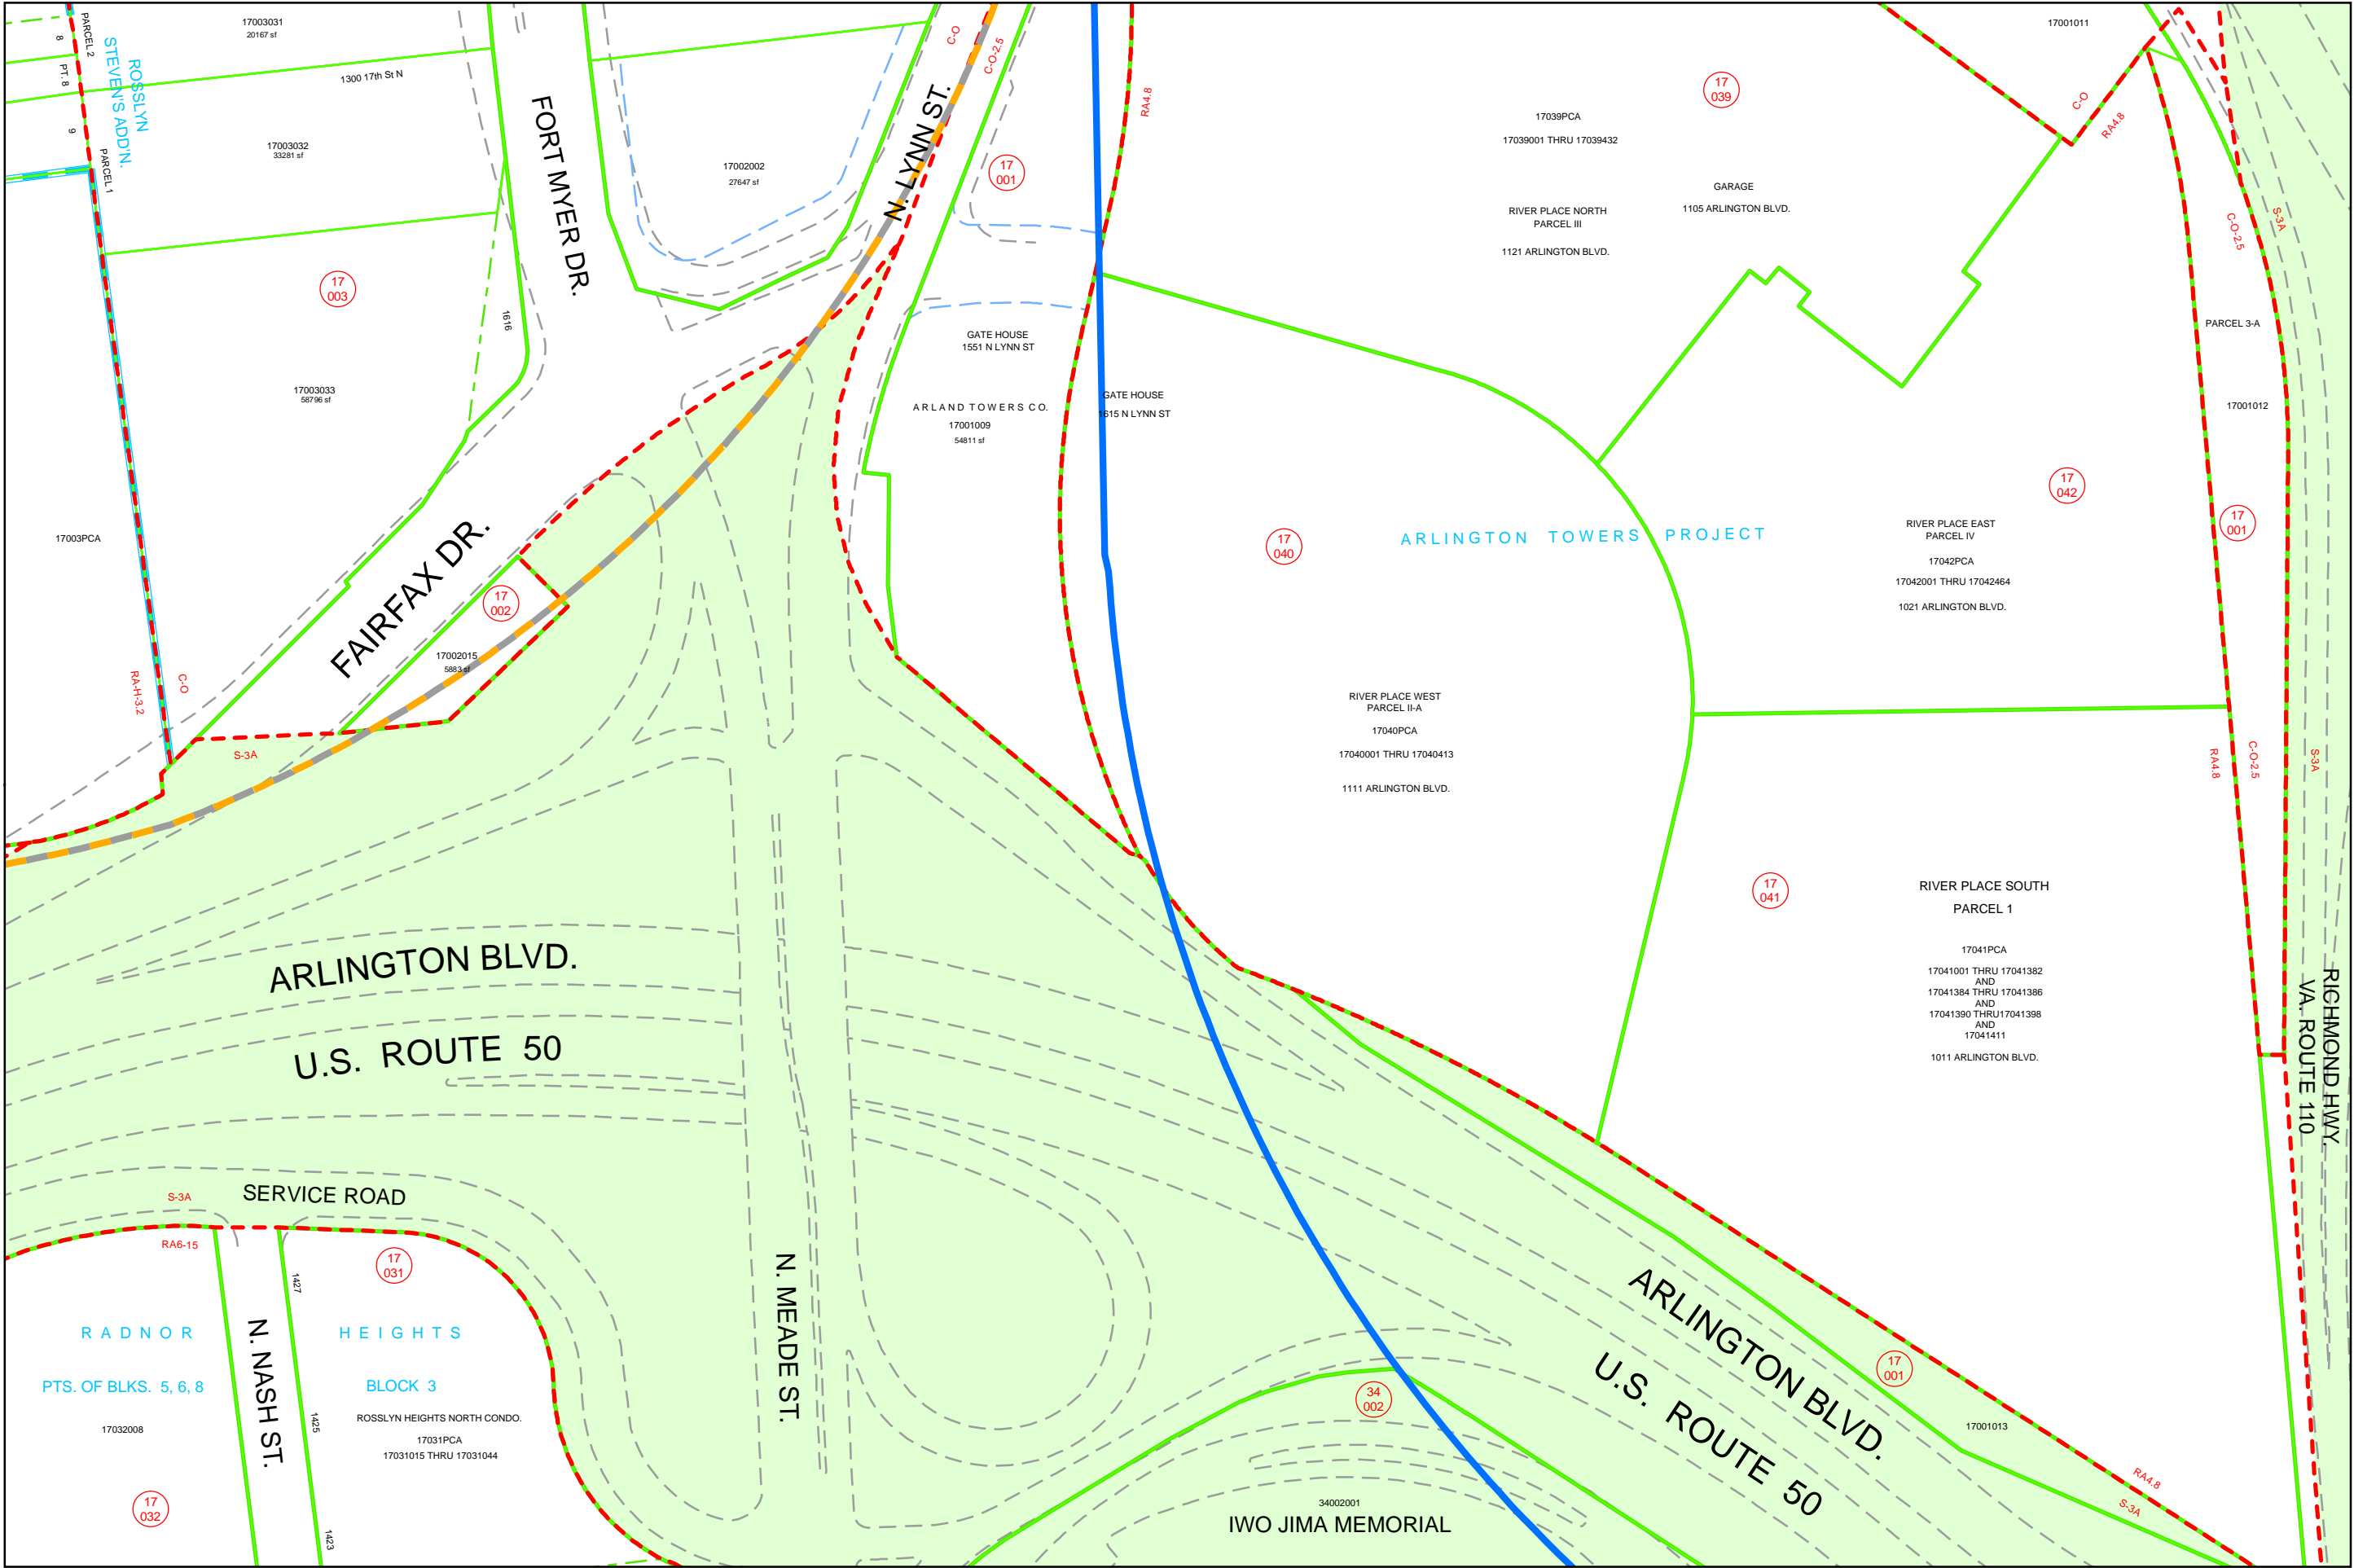 17003031
20167 sf
PARCEL 2
8
PT. 8
9
PARCEL 1
ROSSLYN
STEVEN'S ADD'N.
1300 17th St N
17003032
33281 sf
17
003
1616
17003033
58796 sf
17003PCA
RA-H-3.2
C-O
S-3A
FORT MYER DR.
17002002
27647 sf
N. LYNN ST.
C-O
C-O-2.5
17
001
RA4.8
GATE HOUSE
1551 N LYNN ST
ARLAND TOWERS CO.
17001009
54811 sf
GATE HOUSE
1615 N LYNN ST
FAIRFAX DR.
17
002
17002015
5883 sf
17039PCA
17039001 THRU 17039432
17
039
GARAGE
1105 ARLINGTON BLVD.
RIVER PLACE NORTH
PARCEL III
1121 ARLINGTON BLVD.
17001011
C-O
RA4.8
C-O-2.5
S-3A
PARCEL 3-A
17001012
17
042
17
001
17
040
ARLINGTON TOWERS PROJECT
RIVER PLACE EAST
PARCEL IV
17042PCA
17042001 THRU 17042464
1021 ARLINGTON BLVD.
RIVER PLACE WEST
PARCEL II-A
17040PCA
17040001 THRU 17040413
1111 ARLINGTON BLVD.
RA4.8
C-O-2.5
S-3A
17
041
RIVER PLACE SOUTH
PARCEL 1
17041PCA
17041001 THRU 17041382
AND
17041384 THRU 17041386
AND
17041390 THRU17041398
AND
17041411
1011 ARLINGTON BLVD.
RICHMOND HWY.
VA. ROUTE 110
ARLINGTON BLVD.
U.S. ROUTE 50
SERVICE ROAD
S-3A
RA6-15
17
031
1427
RADNOR HEIGHTS
PTS. OF BLKS. 5, 6, 8
BLOCK 3
17032008
N. NASH ST.
1425
ROSSLYN HEIGHTS NORTH CONDO.
17031PCA
17031015 THRU 17031044
17
032
1423
N. MEADE ST.
34
002
34002001
IWO JIMA MEMORIAL
ARLINGTON BLVD.
U.S. ROUTE 50
17
001
17001013
RA4.8
S-3A